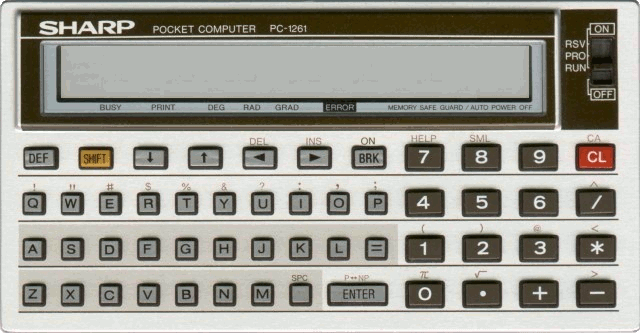 SHARP POCKET COMPUTER PC-1261
ON
RSV
PRO
RUN
OFF
BUSY PRINT DEG RAD GRAD ERROR MEMORY SAFE GUARD / AUTO POWER OFF
DEL INS ON HELP SML CA
DEF SHIFT ↓ ↑ ◄ ► BRK 7 8 9 CL
! " # $ % & ? : , ; ^
Q W E R T Y U I O P 4 5 6 /
( ) @ <
A S D F G H J K L = 1 2 3 *
SPC P↔NP π √ >
Z X C V B N M ENTER 0 • + −